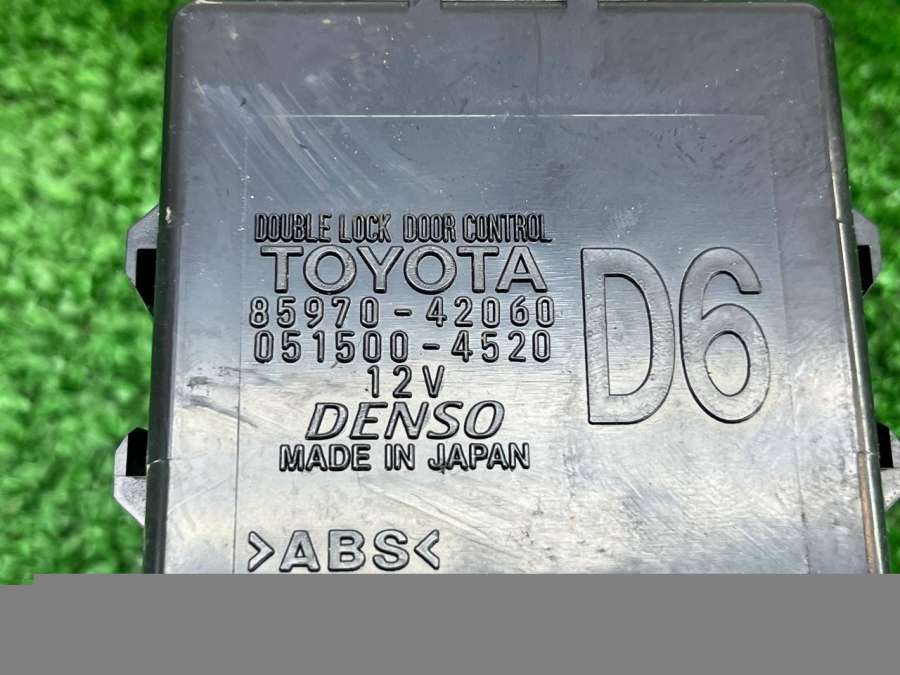 DOUBLE LOCK DOOR CONTROL
TOYOTA
85970-42060
051500-4520
12V
DENSO
MADE IN JAPAN
D6
>ABS<